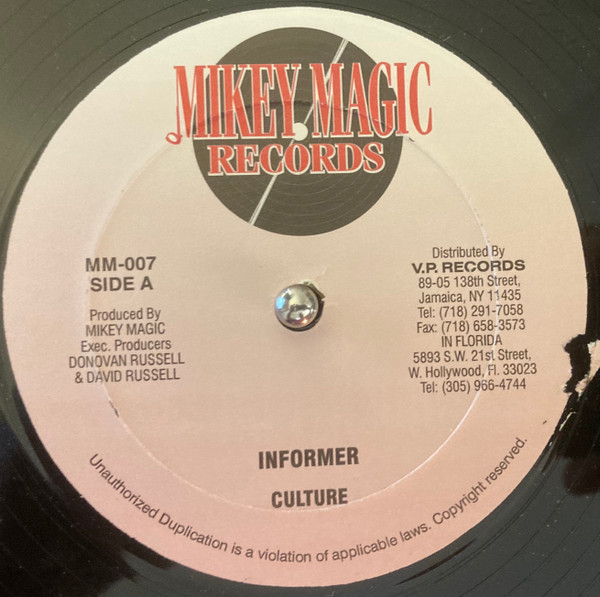 MIKEY MAGIC
RECORDS
MM-007
SIDE A
Produced By
MIKEY MAGIC
Exec. Producers
DONOVAN RUSSELL
& DAVID RUSSELL
Distributed By
V.P. RECORDS
89-05 138th Street,
Jamaica, NY 11435
Tel: (718) 291-7058
Fax: (718) 658-3573
IN FLORIDA
5893 S.W. 21st Street,
W. Hollywood, Fl. 33023
Tel: (305) 966-4744
INFORMER
CULTURE
Unauthorized Duplication is a violation of applicable laws. Copyright reserved.